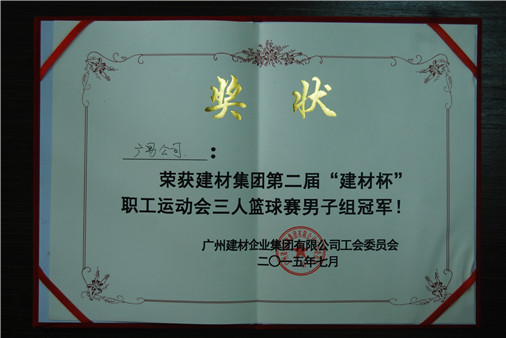 奖状
广马公司：
荣获建材集团第二届“建材杯”
职工运动会三人篮球赛男子组冠军！
广州建材企业集团有限公司工会委员会
二〇一五年七月